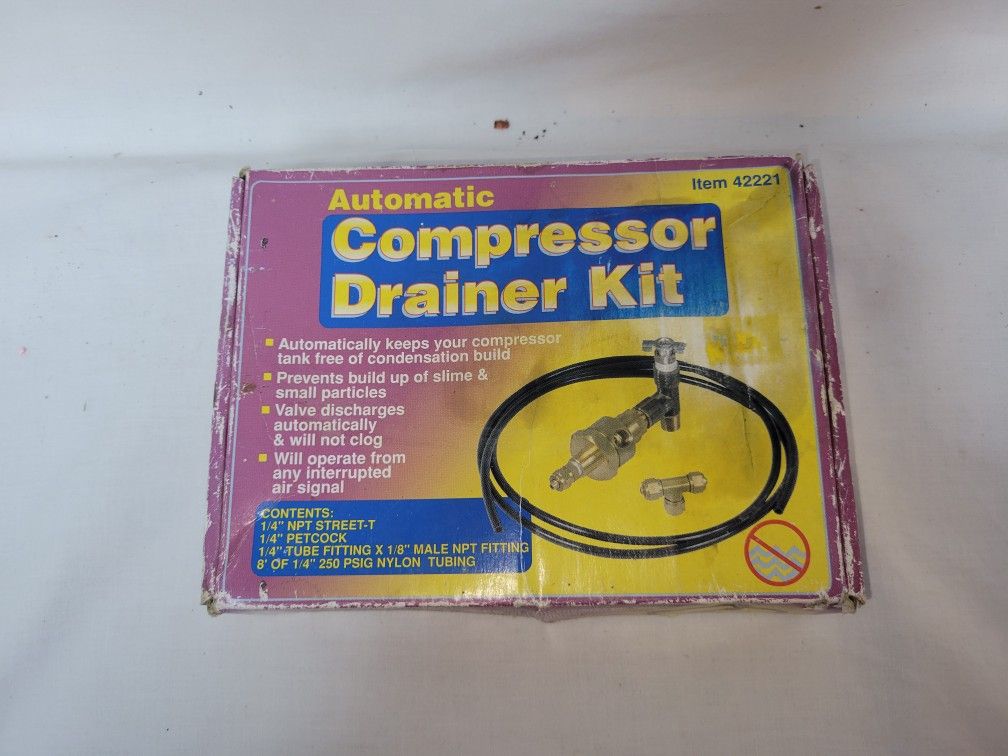 Automatic
Item 42221
Compressor
Drainer Kit
Automatically keeps your compressor
tank free of condensation build
Prevents build up of slime &
small particles
Valve discharges
automatically
& will not clog
Will operate from
any interrupted
air signal
CONTENTS:
1/4" NPT STREET-T
1/4" PETCOCK
1/4" TUBE FITTING X 1/8" MALE NPT FITTING
8' OF 1/4" 250 PSIG NYLON TUBING